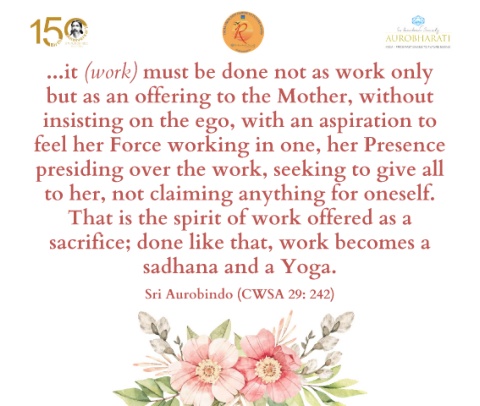 150
Sri Aurobindo Society
AUROBHARATI
...it (work) must be done not as work only
but as an offering to the Mother, without
insisting on the ego, with an aspiration to
feel her Force working in one, her Presence
presiding over the work, seeking to give all
to her, not claiming anything for oneself.
That is the spirit of work offered as a
sacrifice; done like that, work becomes a
sadhana and a Yoga.
Sri Aurobindo (CWSA 29: 242)